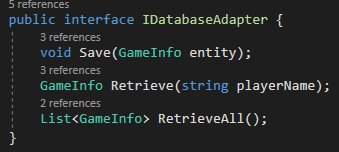 5 references
public interface IDatabaseAdapter {
3 references
void Save(GameInfo entity);
3 references
GameInfo Retrieve(string playerName);
2 references
List<GameInfo> RetrieveAll();
}